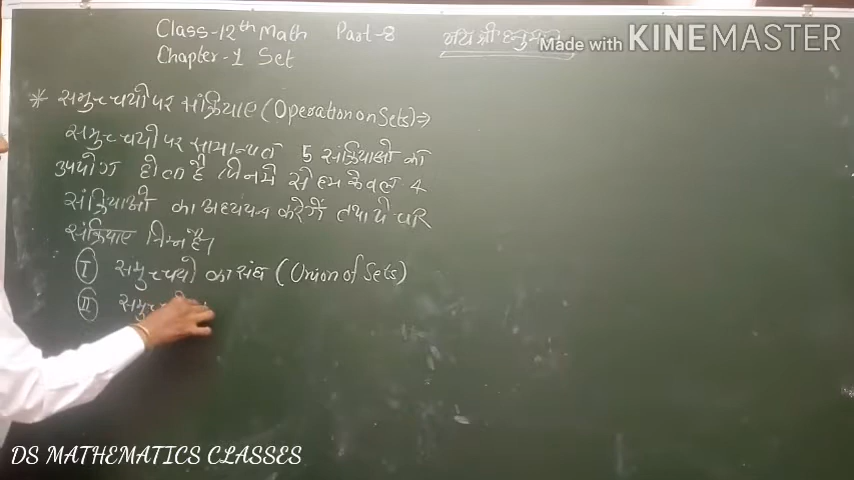 Class-12th Math Part-8 जय श्री हनुमान
Made with KINEMASTER
Chapter-1 Set
* समुच्चयों पर संक्रियाए (Operation on Sets) ⇒
समुच्चयों पर सामान्यत 5 संक्रियाओं का
उपयोग होता है जिनमें से हम केवल 4
संक्रियाओं का अध्ययन करेगें तथा ये चार
संक्रियाए निम्न है।
(I) समुच्चयों का संघ (Union of Sets)
(II)
DS MATHEMATICS CLASSES